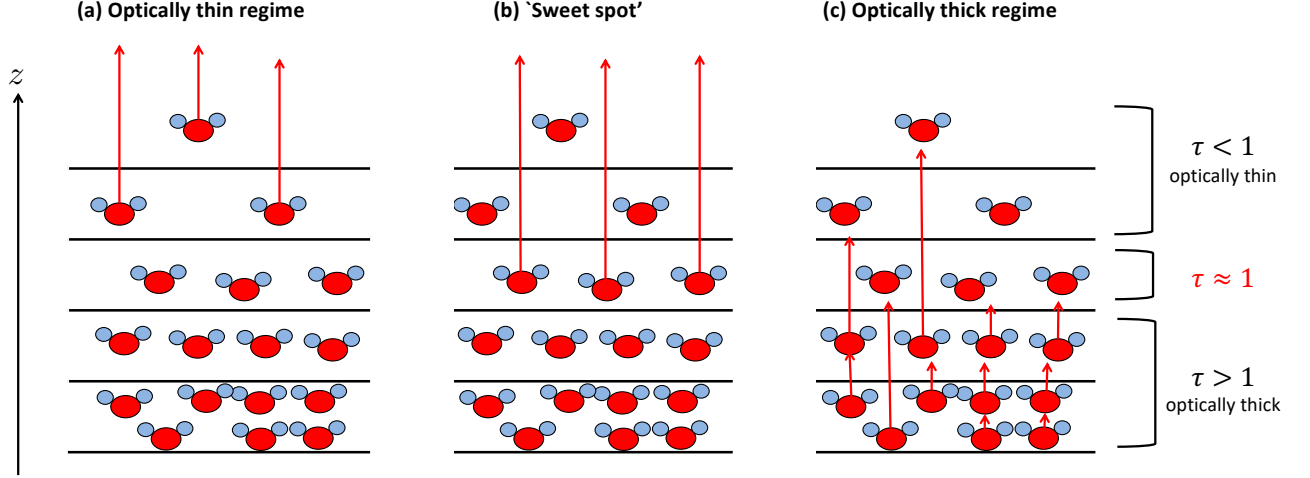 (a) Optically thin regime
(b) `Sweet spot'
(c) Optically thick regime
z
τ < 1
optically thin
τ ≈ 1
τ > 1
optically thick